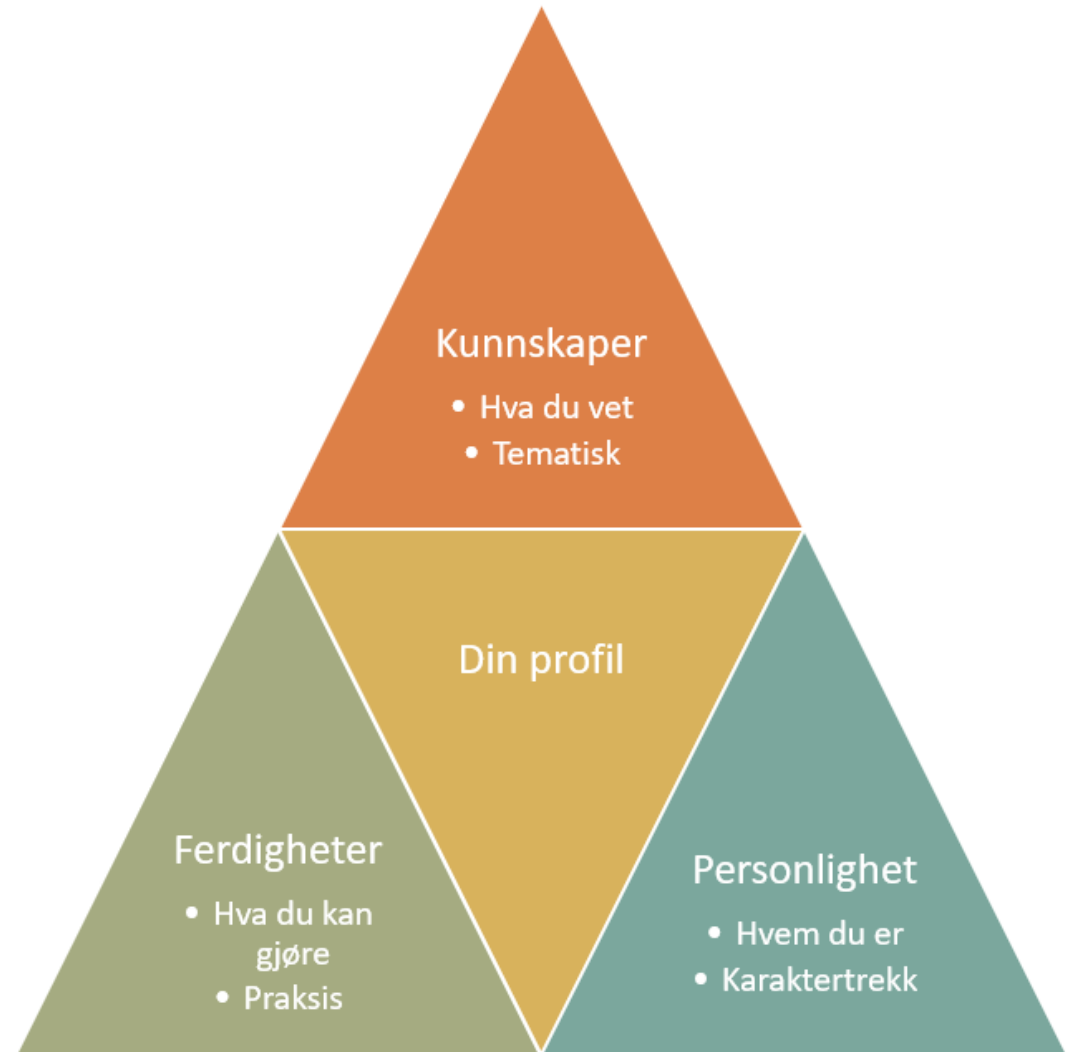 Kunnskaper
• Hva du vet
• Tematisk
Din profil
Ferdigheter
• Hva du kan
gjøre
• Praksis
Personlighet
• Hvem du er
• Karaktertrekk